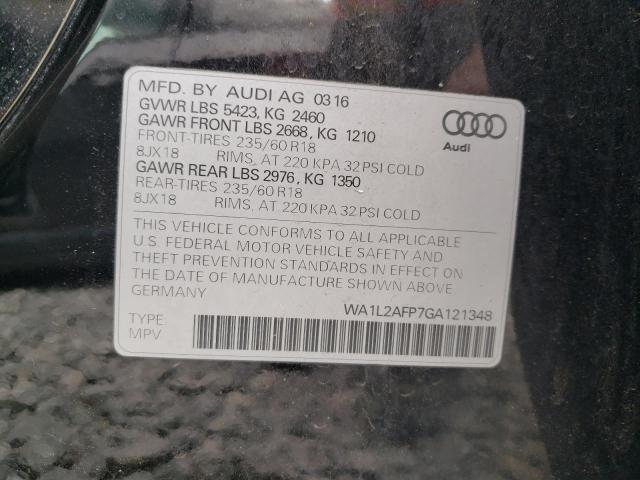 MFD. BY AUDI AG 03 16
GVWR LBS 5423, KG 2460
GAWR FRONT LBS 2668, KG 1210
FRONT-TIRES 235/60 R18
8JX18 RIMS, AT 220 KPA 32 PSI COLD
GAWR REAR LBS 2976, KG 1350
REAR-TIRES 235/60 R18
8JX18 RIMS, AT 220 KPA 32 PSI COLD
Audi
THIS VEHICLE CONFORMS TO ALL APPLICABLE
U.S. FEDERAL MOTOR VEHICLE SAFETY AND
THEFT PREVENTION STANDARDS IN EFFECT ON
THE DATE OF MANUFACTURE SHOWN ABOVE
GERMANY
WA1L2AFP7GA121348
TYPE:
MPV